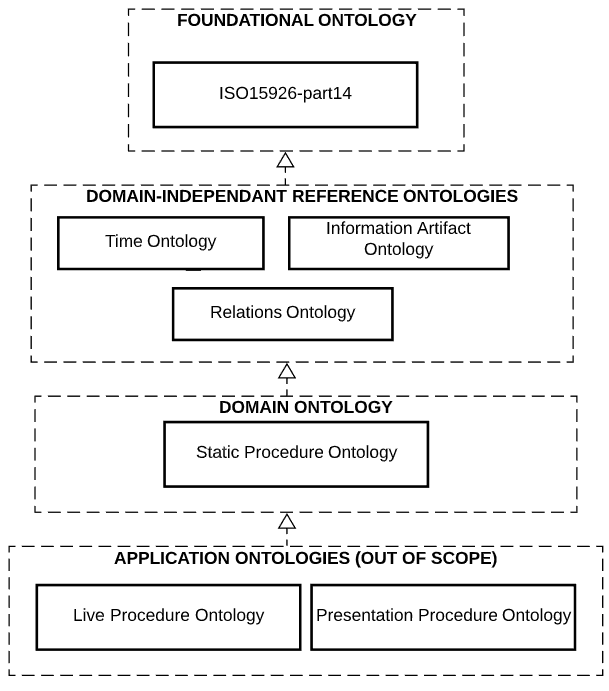 FOUNDATIONAL ONTOLOGY
ISO15926-part14
DOMAIN-INDEPENDANT REFERENCE ONTOLOGIES
Time Ontology
Information Artifact
Ontology
Relations Ontology
DOMAIN ONTOLOGY
Static Procedure Ontology
APPLICATION ONTOLOGIES (OUT OF SCOPE)
Live Procedure Ontology
Presentation Procedure Ontology